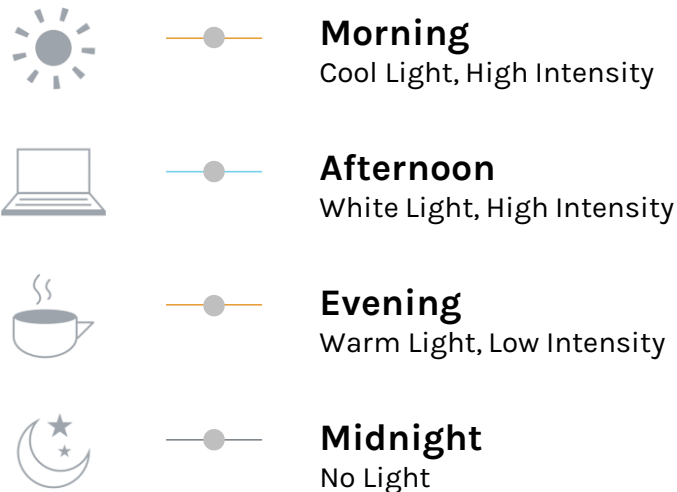 Morning
Cool Light, High Intensity
Afternoon
White Light, High Intensity
Evening
Warm Light, Low Intensity
Midnight
No Light